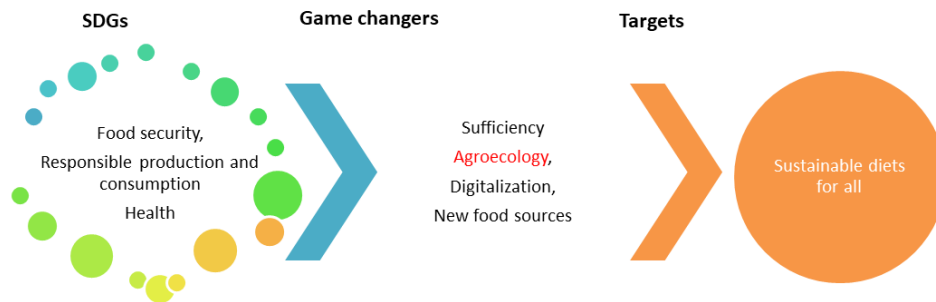 SDGs
Game changers
Targets
Food security,
Responsible production and
consumption
Health
Sufficiency
Agroecology,
Digitalization,
New food sources
Sustainable diets
for all